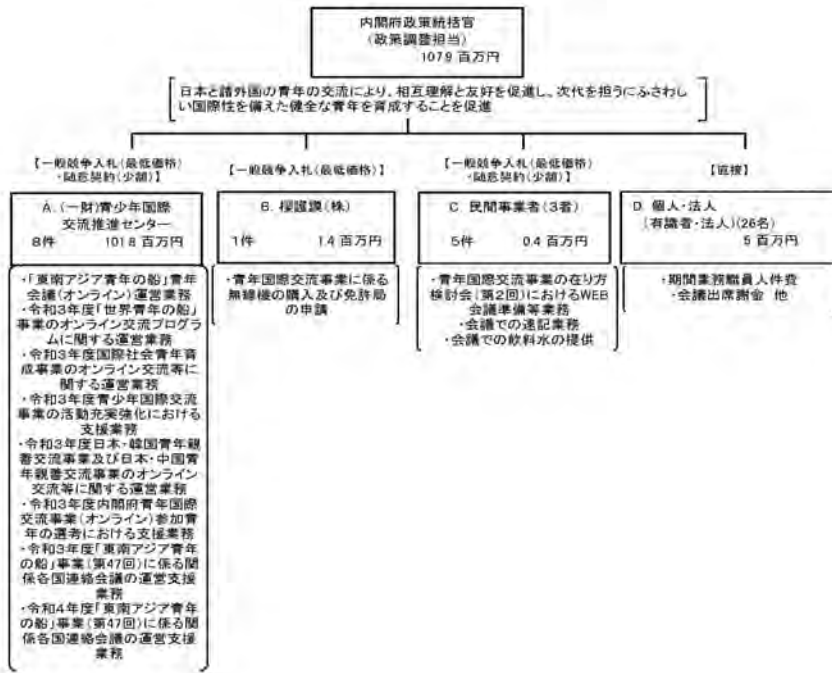 内閣府政策統括官
(政策調整担当)
1079 百万円
日本と諸外国の青年の交流により、相互理解と友好を促進し、次代を担うにふさわし
い国際性を備えた健全な青年を育成することを促進
【一般競争入札(最低価格)
・随意契約(少額)】
A.(一財)青少年国際
交流推進センター
8件 1018 百万円
・「東南アジア青年の船」青年
会議(オンライン)運営業務
・令和3年度「世界青年の船」
事業のオンライン交流プログラ
ムに関する運営業務
・令和3年度国際社会青年育
成事業のオンライン交流等に
関する運営業務
・令和3年度青少年国際交流
事業の活動充実強化における
支援業務
・令和3年度日本・韓国青年親
善交流事業及び日本・中国青
年親善交流事業のオンライン
交流等に関する運営業務
・令和3年度内閣府青年国際
交流事業(オンライン)参加青
年の選考における支援業務
・令和3年度「東南アジア青年
の船」事業(第47回)に係る関
係各国連絡会議の運営支援
業務
・令和4年度「東南アジア青年
の船」事業(第47回)に係る関
係各国連絡会議の運営支援
業務
【一般競争入札(最低価格)】
B. (株)
1件 1.4 百万円
・青年国際交流事業に係る
無線機の購入及び免許局
の申請
【一般競争入札(最低価格)
・随意契約(少額)】
C. 民間事業者(3者)
5件 0.4 百万円
・青年国際交流事業の在り方
検討会(第2回)におけるWEB
会議準備等業務
・会議での速記業務
・会議での飲料水の提供
【直接】
D. 個人・法人
(有識者・法人)(26名)
5 百万円
・期間業務職員人件費
・会議出席謝金 他